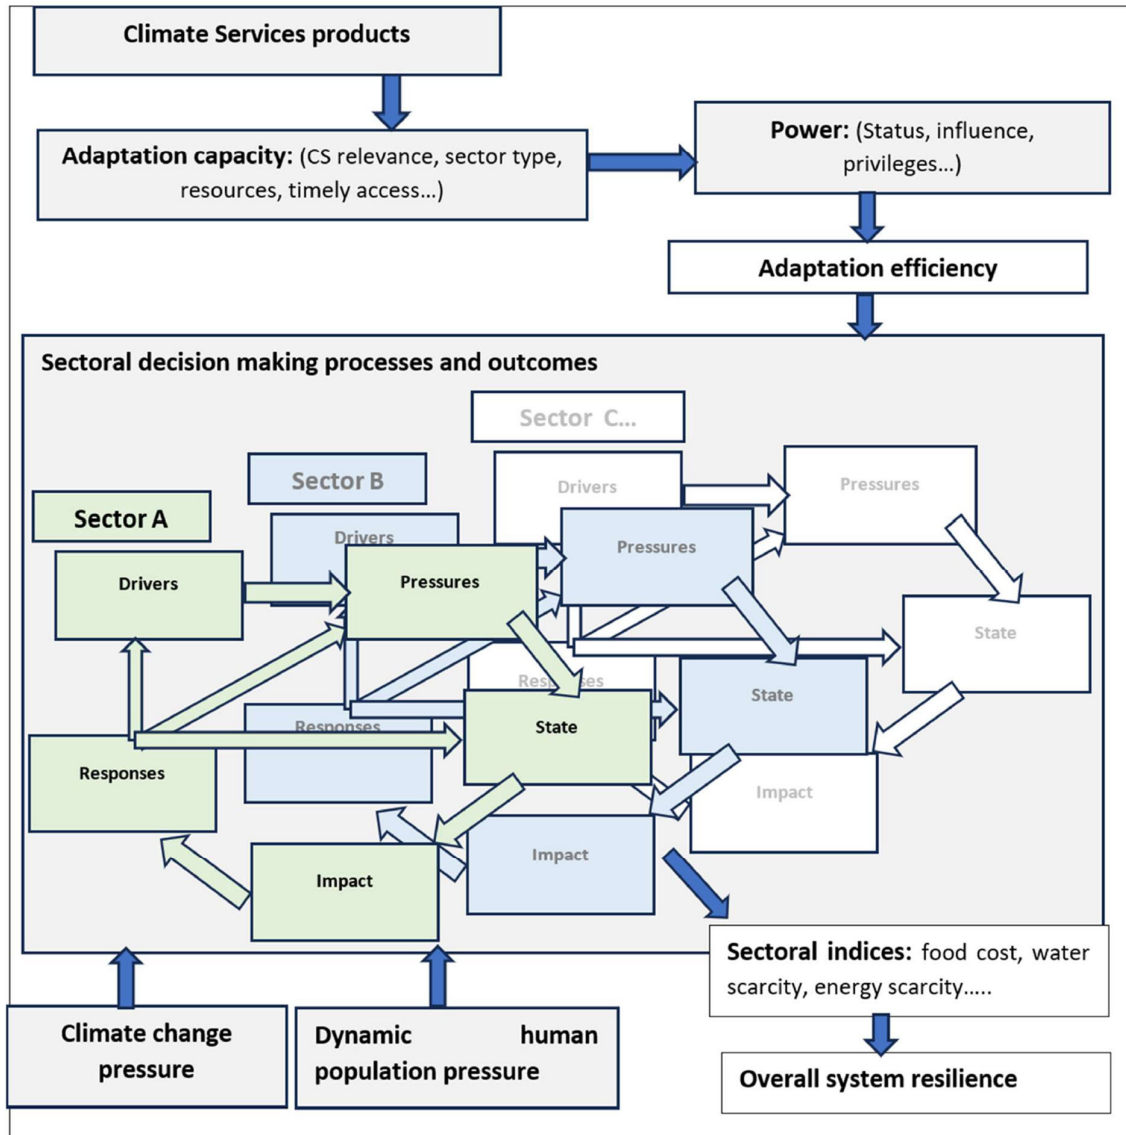 Climate Services products
Adaptation capacity: (CS relevance, sector type,
resources, timely access...)
Power: (Status, influence,
privileges...)
Adaptation efficiency
Sectoral decision making processes and outcomes
Sector C...
Sector B
Sector A
Drivers
Pressures
State
Responses
Impact
Drivers
Pressures
State
Responses
Impact
Drivers
Pressures
State
Responses
Impact
Sectoral indices: food cost, water
scarcity, energy scarcity.....
Climate change
pressure
Dynamic human
population pressure
Overall system resilience